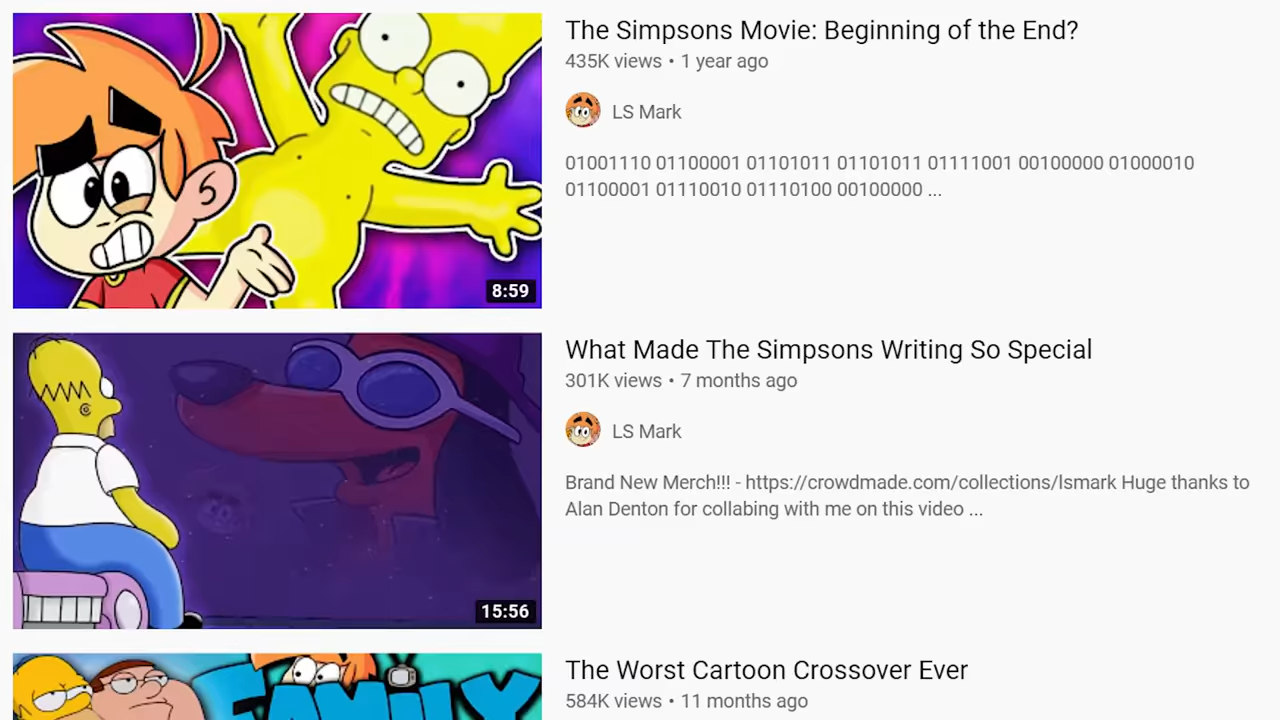 The Simpsons Movie: Beginning of the End?
435K views • 1 year ago
LS Mark
01001110 01100001 01101011 01101011 01111001 00100000 01000010
01100001 01110010 01110100 00100000 ...
8:59
What Made The Simpsons Writing So Special
301K views • 7 months ago
LS Mark
Brand New Merch!!! - https://crowdmade.com/collections/lsmark Huge thanks to
Alan Denton for collabing with me on this video ...
15:56
The Worst Cartoon Crossover Ever
584K views • 11 months ago
FAMILY